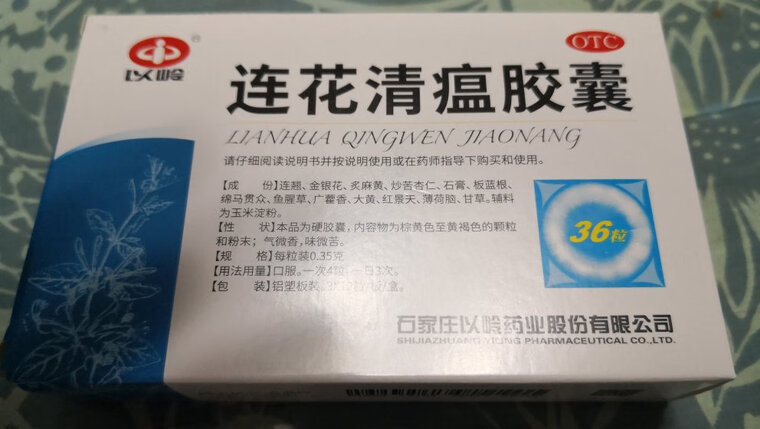 以岭
®
OTC
连花清瘟胶囊
LIANHUA QINGWEN JIAONANG
请仔细阅读说明书并按说明使用或在药师指导下购买和使用。
【成　份】连翘、金银花、炙麻黄、炒苦杏仁、石膏、板蓝根、
绵马贯众、鱼腥草、广藿香、大黄、红景天、薄荷脑、甘草。辅料
为玉米淀粉。
【性　状】本品为硬胶囊，内容物为棕黄色至黄褐色的颗粒
和粉末；气微香，味微苦。
【规　格】每粒装0.35克
【用法用量】口服。一次4粒，一日3次。
【包　装】铝塑板装，
36粒
石家庄以岭药业股份有限公司
SHIJIAZHUANG YILING PHARMACEUTICAL CO.,LTD.